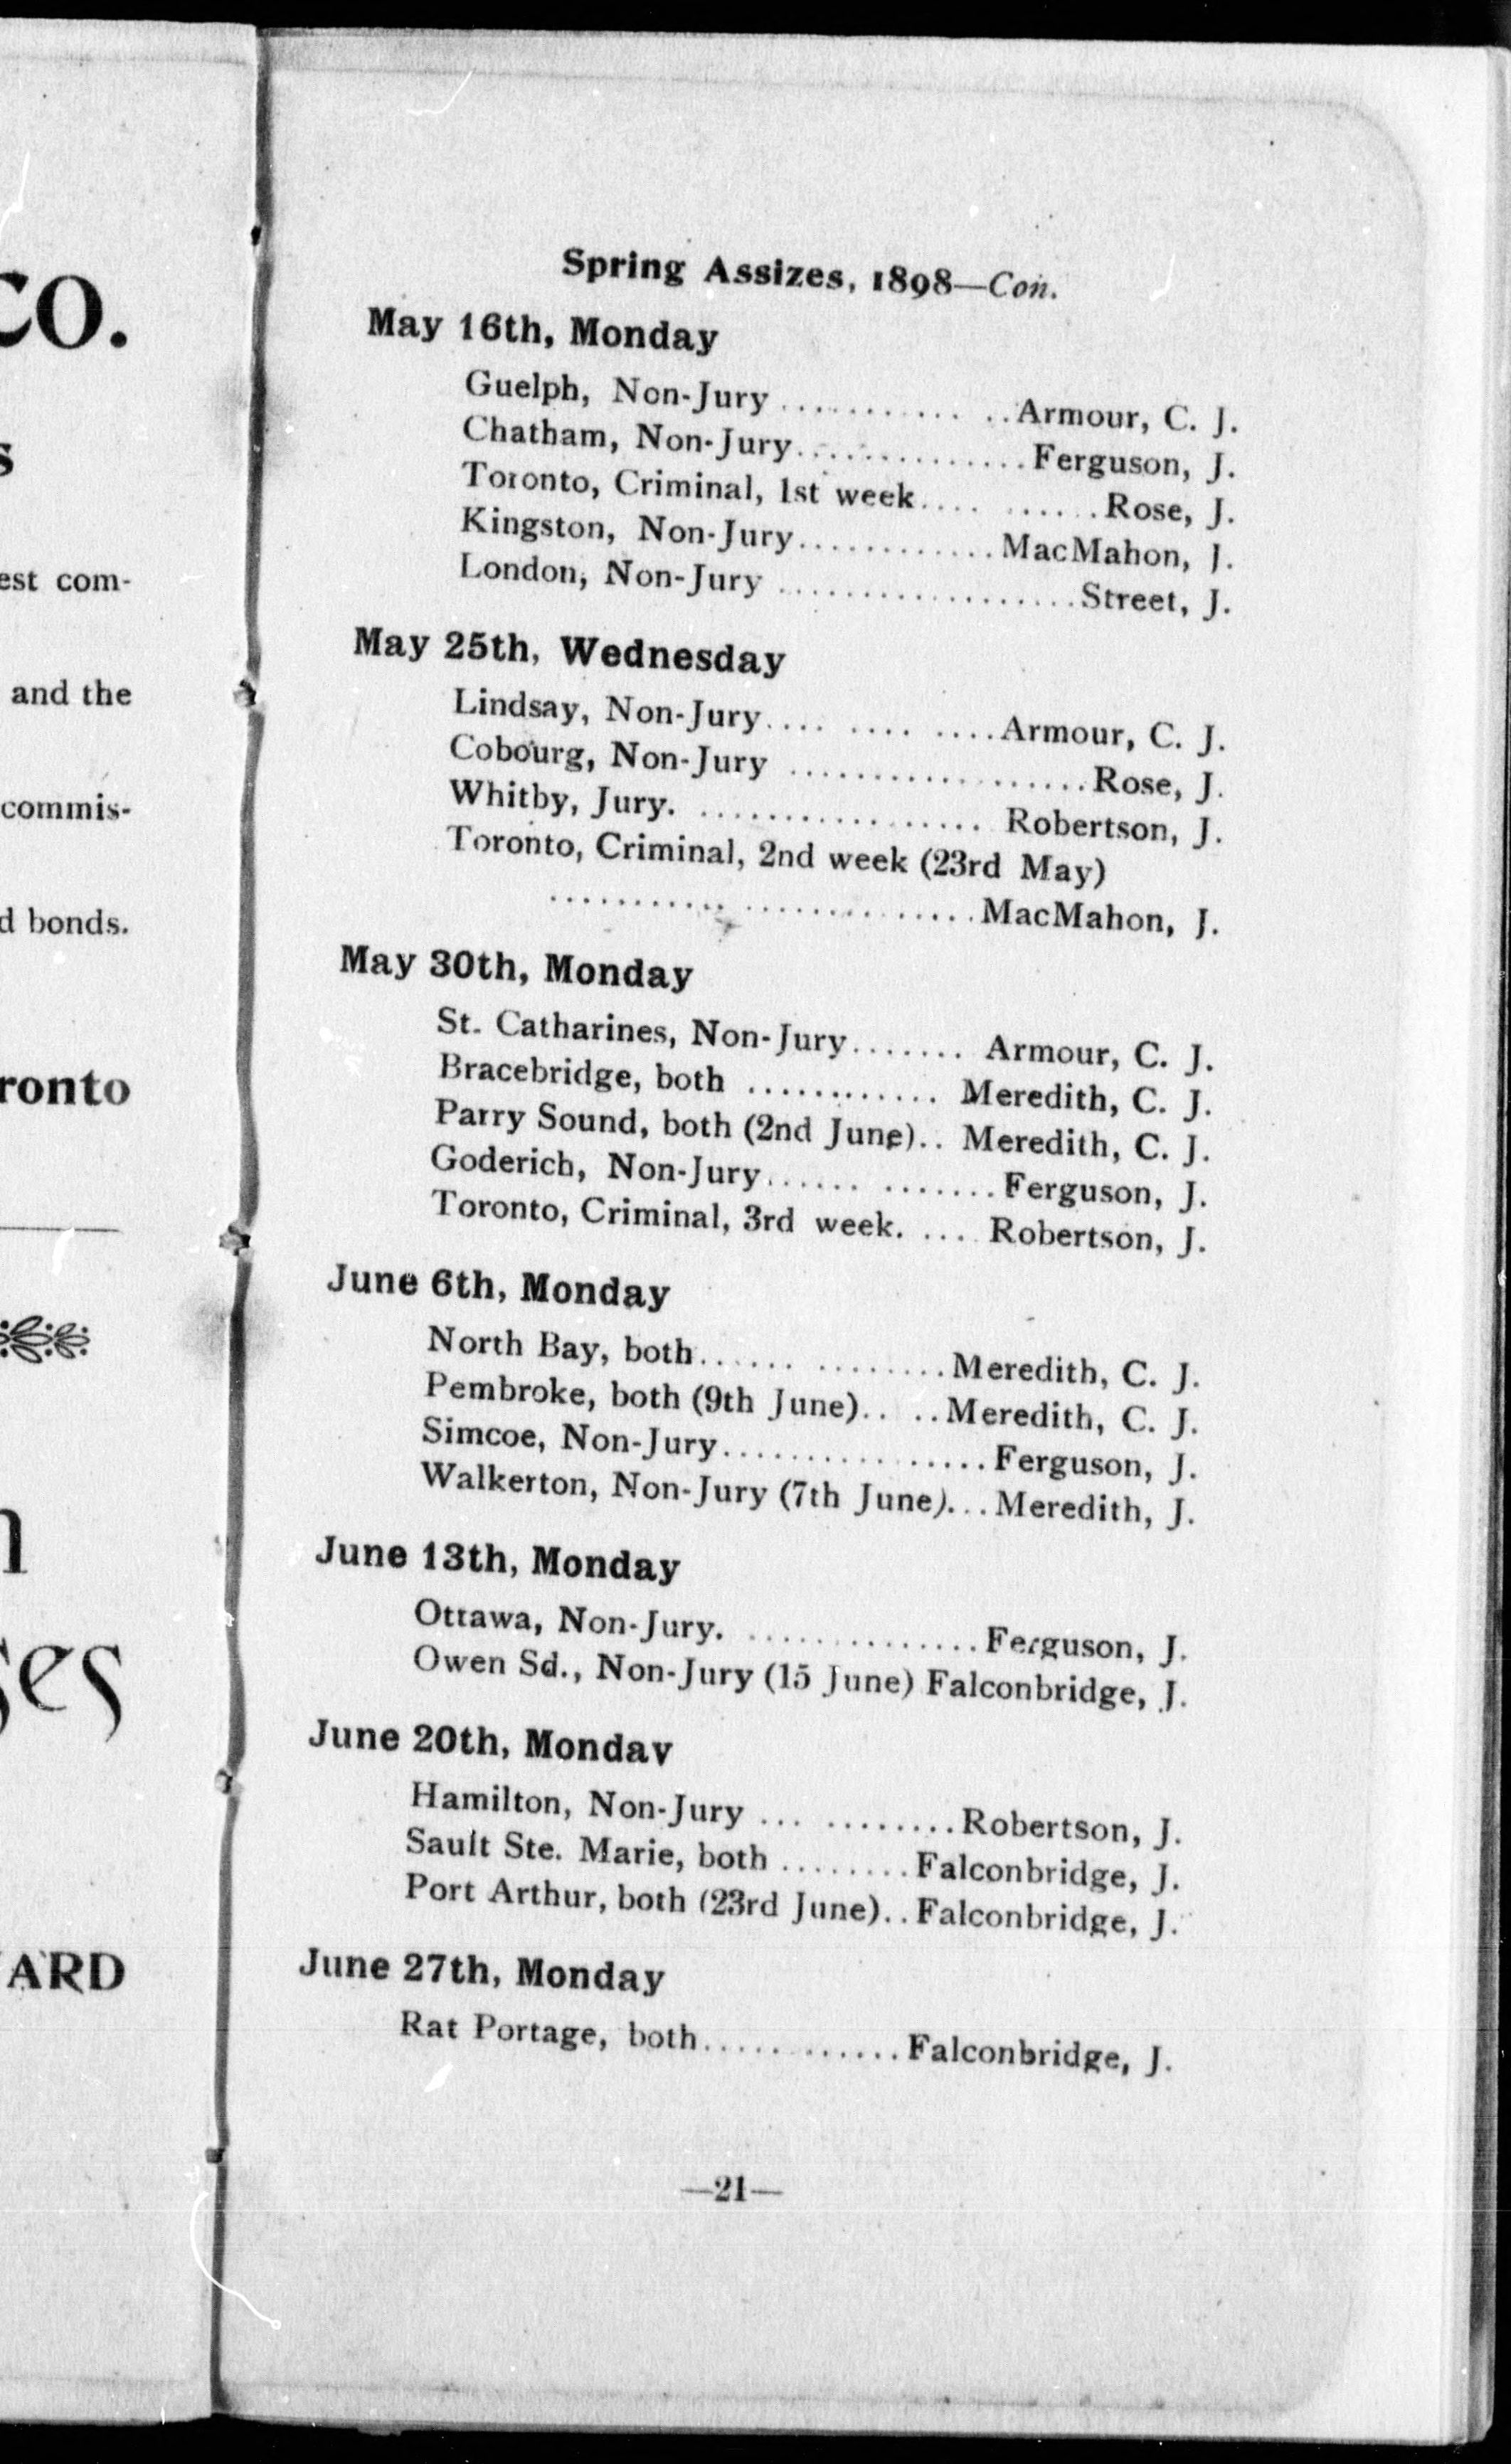 CO.
s
est com-
and the
commis-
d bonds.
ronto
n
ges
ARD
Spring Assizes, 1898—Con.
May 16th, Monday
Guelph, Non-Jury ............. Armour, C. J.
Chatham, Non-Jury.............. Ferguson, J.
Toronto, Criminal, 1st week.... ...... Rose, J.
Kingston, Non-Jury............ MacMahon, J.
London, Non-Jury .................. Street, J.
May 25th, Wednesday
Lindsay, Non-Jury.... .... .... Armour, C. J.
Cobourg, Non-Jury .................. Rose, J.
Whitby, Jury. ................. Robertson, J.
Toronto, Criminal, 2nd week (23rd May)
........... .............. MacMahon, J.
May 30th, Monday
St. Catharines, Non-Jury....... Armour, C. J.
Bracebridge, both ............ Meredith, C. J.
Parry Sound, both (2nd June).. Meredith, C. J.
Goderich, Non-Jury...... ....... Ferguson, J.
Toronto, Criminal, 3rd week. .... Robertson, J.
June 6th, Monday
North Bay, both...... ........ Meredith, C. J.
Pembroke, both (9th June).. .. Meredith, C. J.
Simcoe, Non-Jury................ Ferguson, J.
Walkerton, Non-Jury (7th June)... Meredith, J.
June 13th, Monday
Ottawa, Non-Jury. .............. Ferguson, J.
Owen Sd., Non-Jury (15 June) Falconbridge, J.
June 20th, Monday
Hamilton, Non-Jury ... ........ Robertson, J.
Sault Ste. Marie, both ........ Falconbridge, J.
Port Arthur, both (23rd June).. Falconbridge, J.
June 27th, Monday
Rat Portage, both............ Falconbridge, J.
—21—